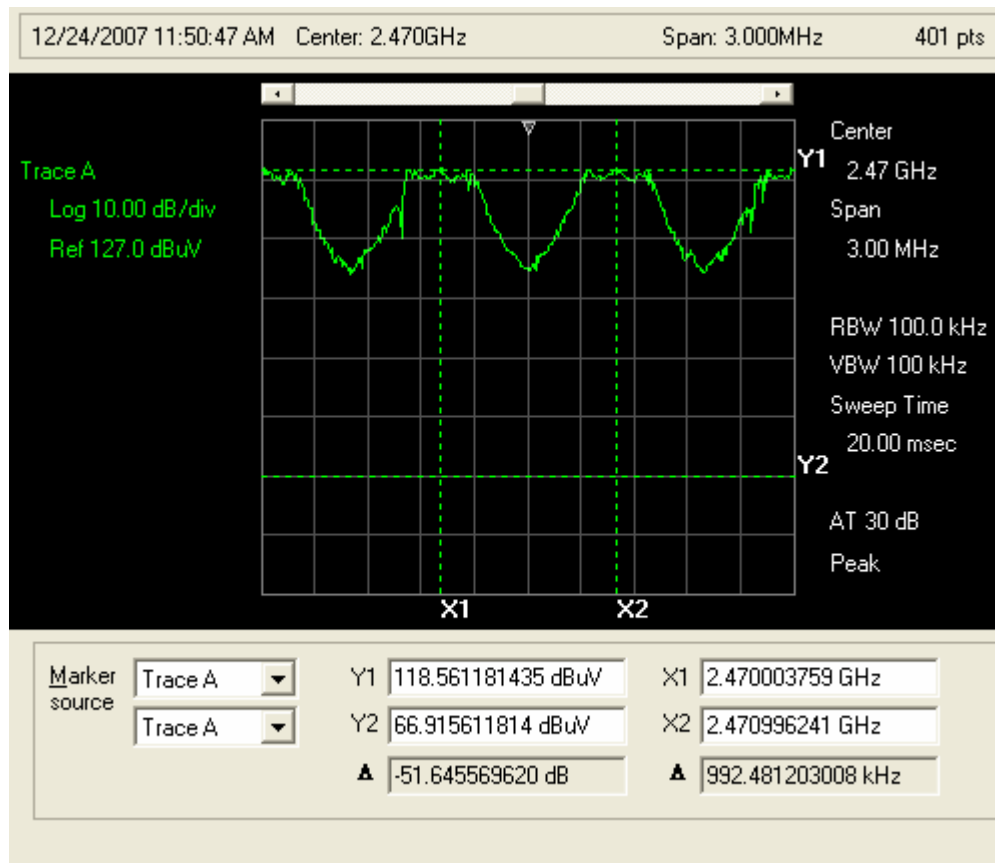 12/24/2007 11:50:47 AM Center: 2.470GHz Span: 3.000MHz 401 pts
Trace A
Log 10.00 dB/div
Ref 127.0 dBuV
Y1
Y2
X1 X2
Center
2.47 GHz
Span
3.00 MHz
RBW 100.0 kHz
VBW 100 kHz
Sweep Time
20.00 msec
AT 30 dB
Peak
Marker source
Trace A
Trace A
Y1 118.561181435 dBuV X1 2.470003759 GHz
Y2 66.915611814 dBuV X2 2.470996241 GHz
Δ -51.645569620 dB Δ 992.481203008 kHz